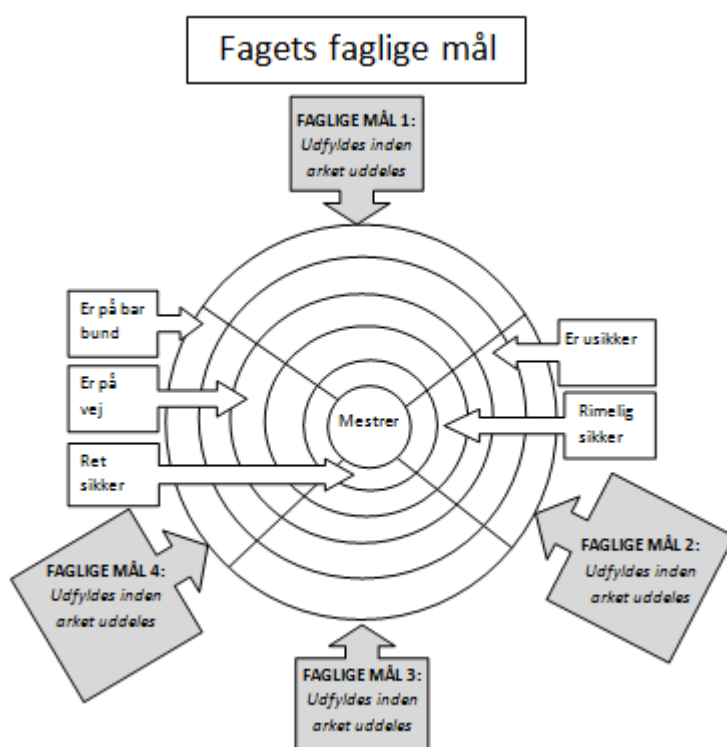 Fagets faglige mål
FAGLIGE MÅL 1:
Udfyldes inden
arket uddeles
Er på bar
bund
Er usikker
Er på
vej
Mestrer
Rimelig
sikker
Ret
sikker
FAGLIGE MÅL 4:
Udfyldes inden
arket uddeles
FAGLIGE MÅL 2:
Udfyldes inden
arket uddeles
FAGLIGE MÅL 3:
Udfyldes inden
arket uddeles